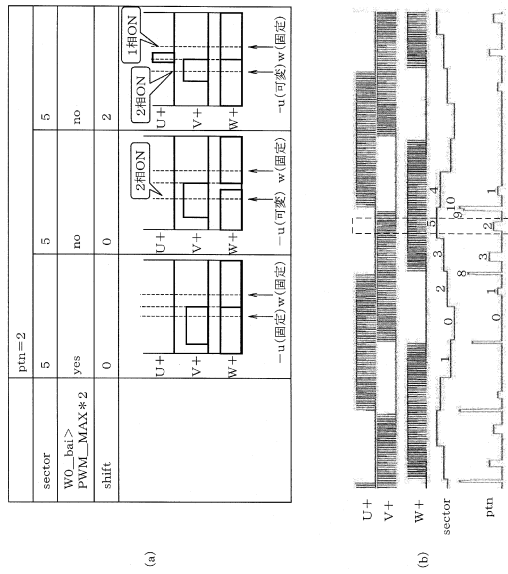 ptn=2
sector 5 5 5
W0_bai>
PWM_MAX*2 yes no no
shift 0 0 2
U+
V+
W+
-u(固定) w(固定)
2相ON
U+
V+
W+
-u(可変) w(固定)
2相ON
1相ON
U+
V+
W+
-u(可変) w(固定)
(a)
U+
V+
W+
sector
1 0 2 3 5 4
ptn
0 1 8 3 2 9 10 1
(b)